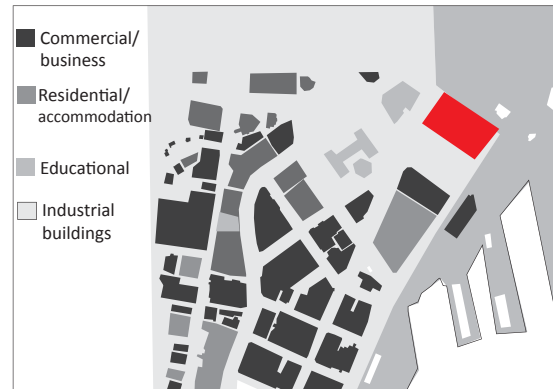 Commercial/
business
Residential/
accommodation
Educational
Industrial
buildings